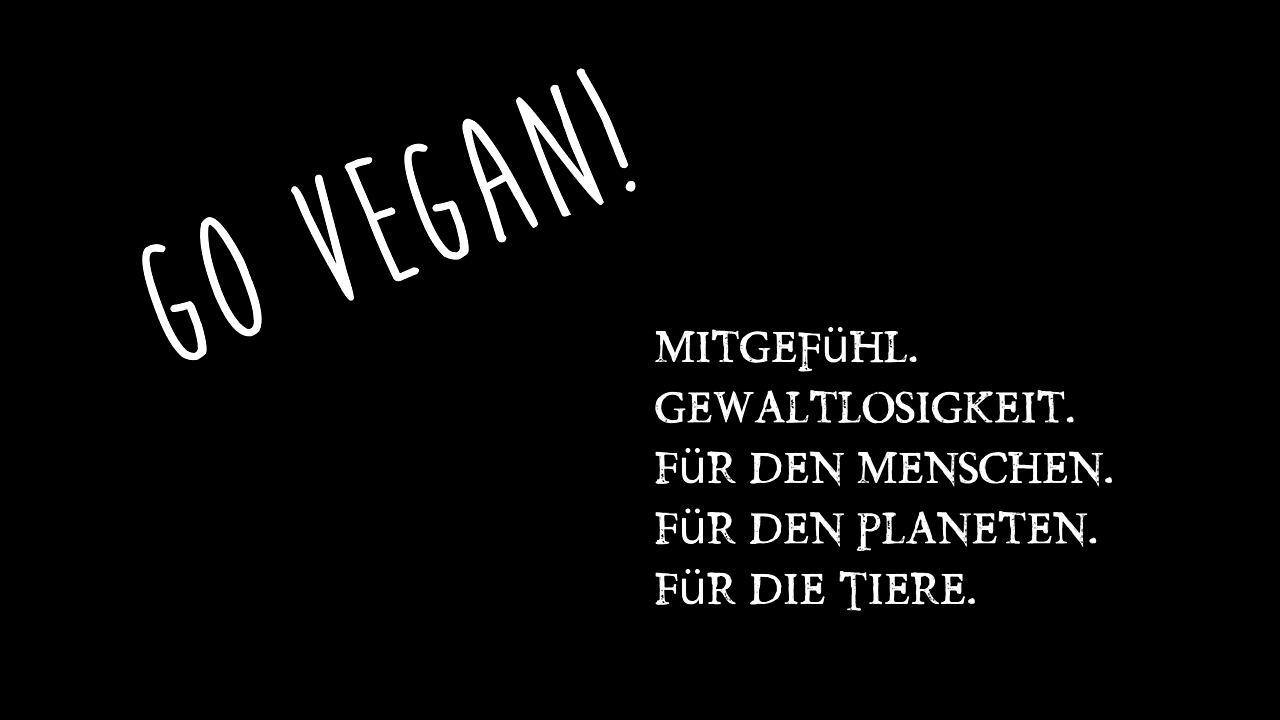 GO VEGAN!
MITGEFÜHL.
GEWALTLOSIGKEIT.
FÜR DEN MENSCHEN.
FÜR DEN PLANETEN.
FÜR DIE TIERE.